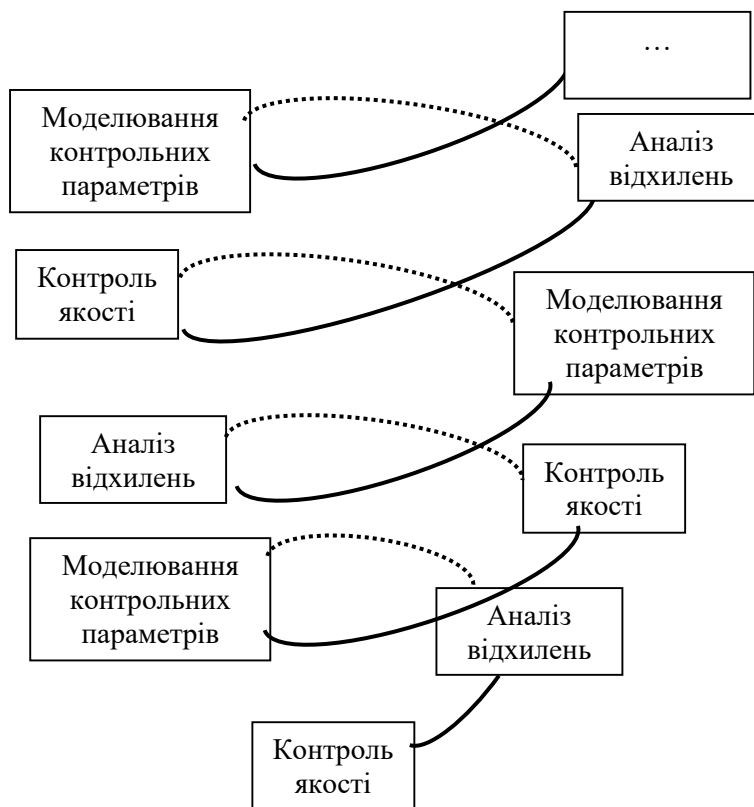 …
Моделювання
контрольних
параметрів
Аналіз
відхилень
Контроль
якості
Моделювання
контрольних
параметрів
Аналіз
відхилень
Контроль
якості
Моделювання
контрольних
параметрів
Аналіз
відхилень
Контроль
якості